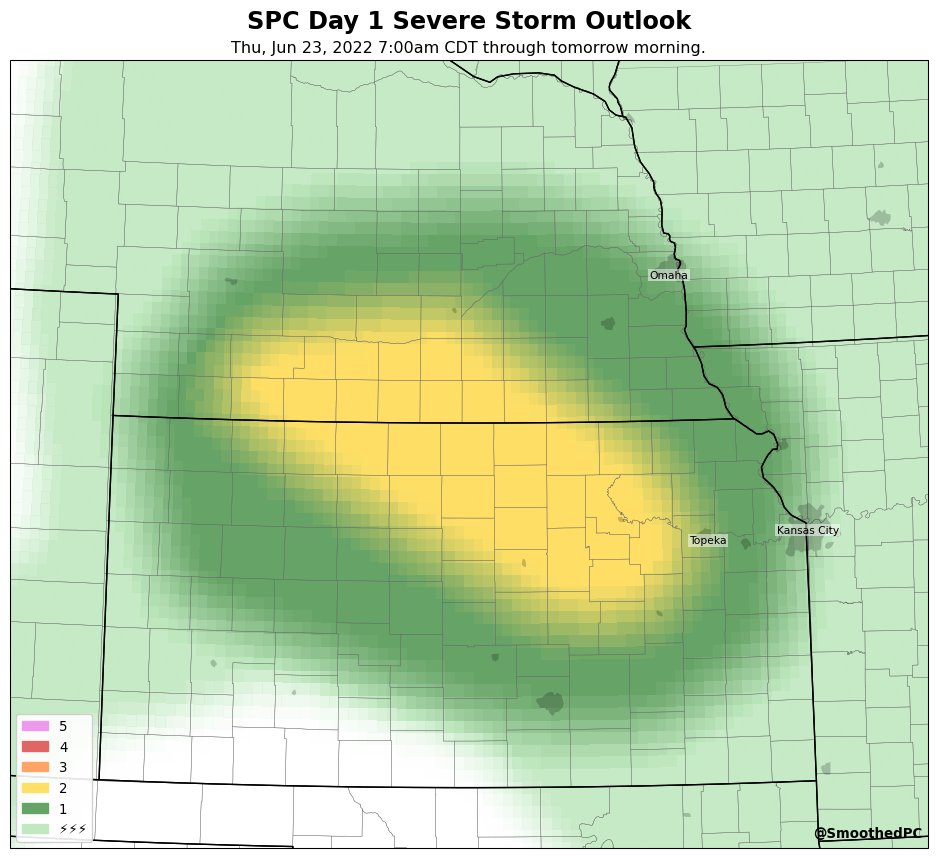 SPC Day 1 Severe Storm Outlook
Thu, Jun 23, 2022 7:00am CDT through tomorrow morning.
Omaha
Kansas City
Topeka
5
4
3
2
1
⚡⚡⚡
@SmoothedPC